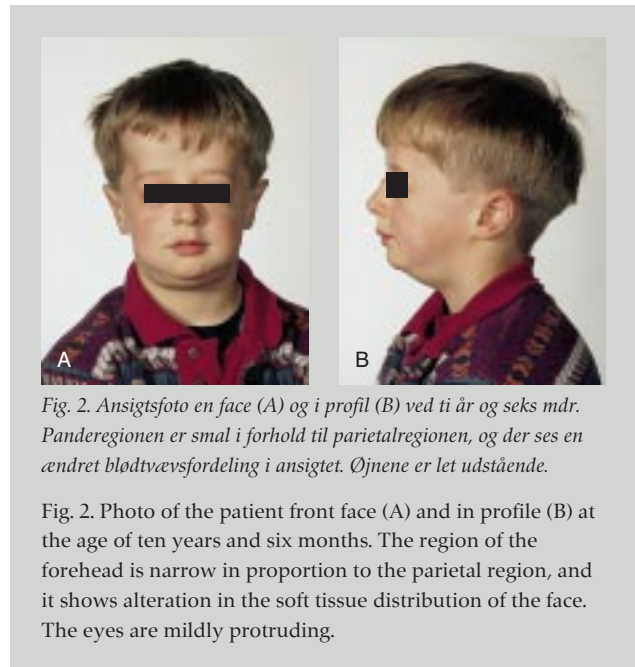 A
B
Fig. 2. Ansigtsfoto en face (A) og i profil (B) ved ti år og seks mdr.
Panderegionen er smal i forhold til parietalregionen, og der ses en
ændret blødtvævsfordeling i ansigtet. Øjnene er let udstående.
Fig. 2. Photo of the patient front face (A) and in profile (B) at
the age of ten years and six months. The region of the
forehead is narrow in proportion to the parietal region, and
it shows alteration in the soft tissue distribution of the face.
The eyes are mildly protruding.